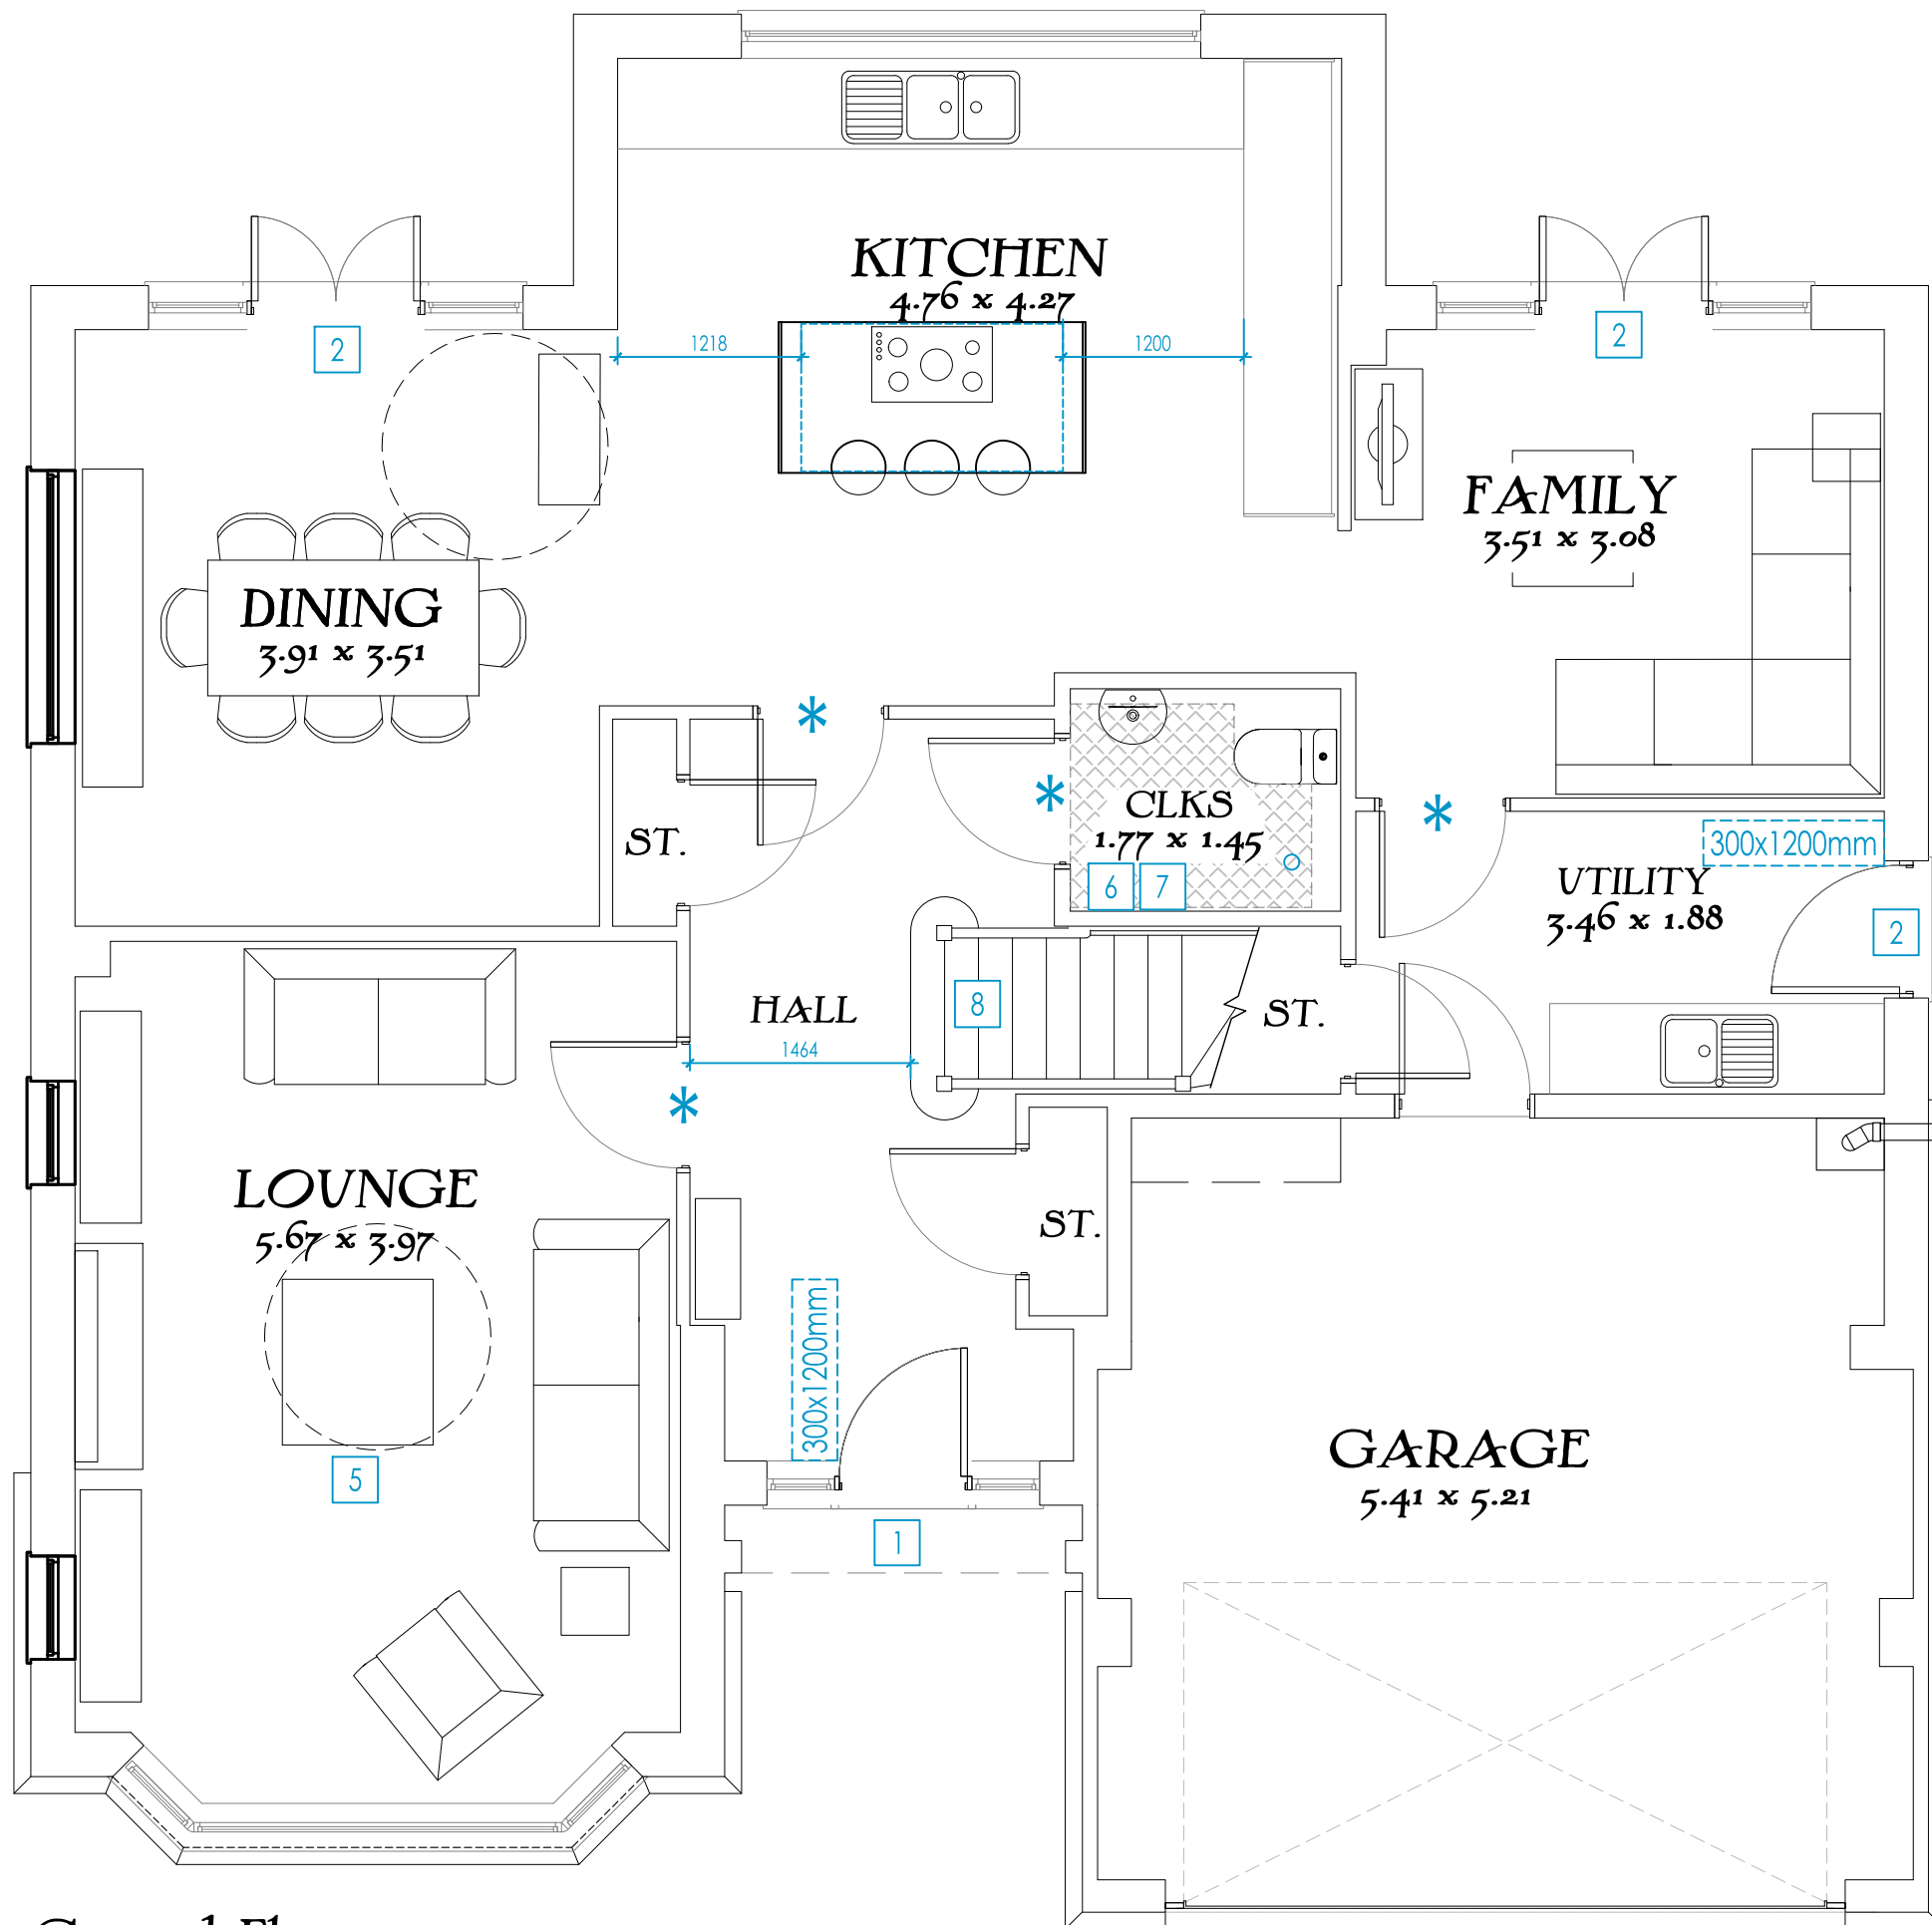 KITCHEN
4.76 x 4.27
1218
1200
2
2
FAMILY
3.51 x 3.08
DINING
3.91 x 3.51
*
*
*
CLKS
1.77 x 1.45
6
7
ST.
300x1200mm
UTILITY
3.46 x 1.88
2
HALL
1464
8
ST.
*
LOUNGE
5.67 x 3.97
ST.
300x1200mm
5
1
GARAGE
5.41 x 5.21